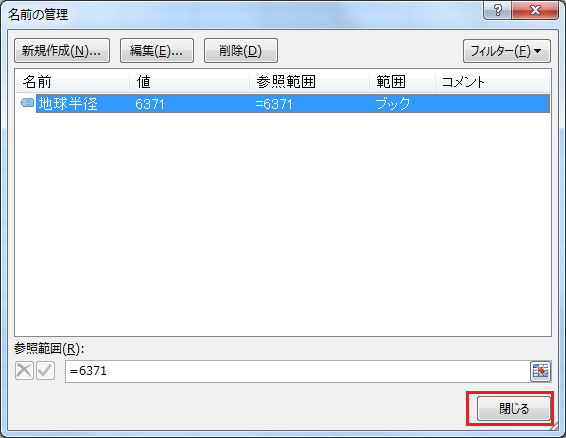 名前の管理
新規作成(N)... 編集(E)... 削除(D) フィルター(F)
名前 値 参照範囲 範囲 コメント
地球半径 6371 =6371 ブック
参照範囲(R):
=6371
閉じる